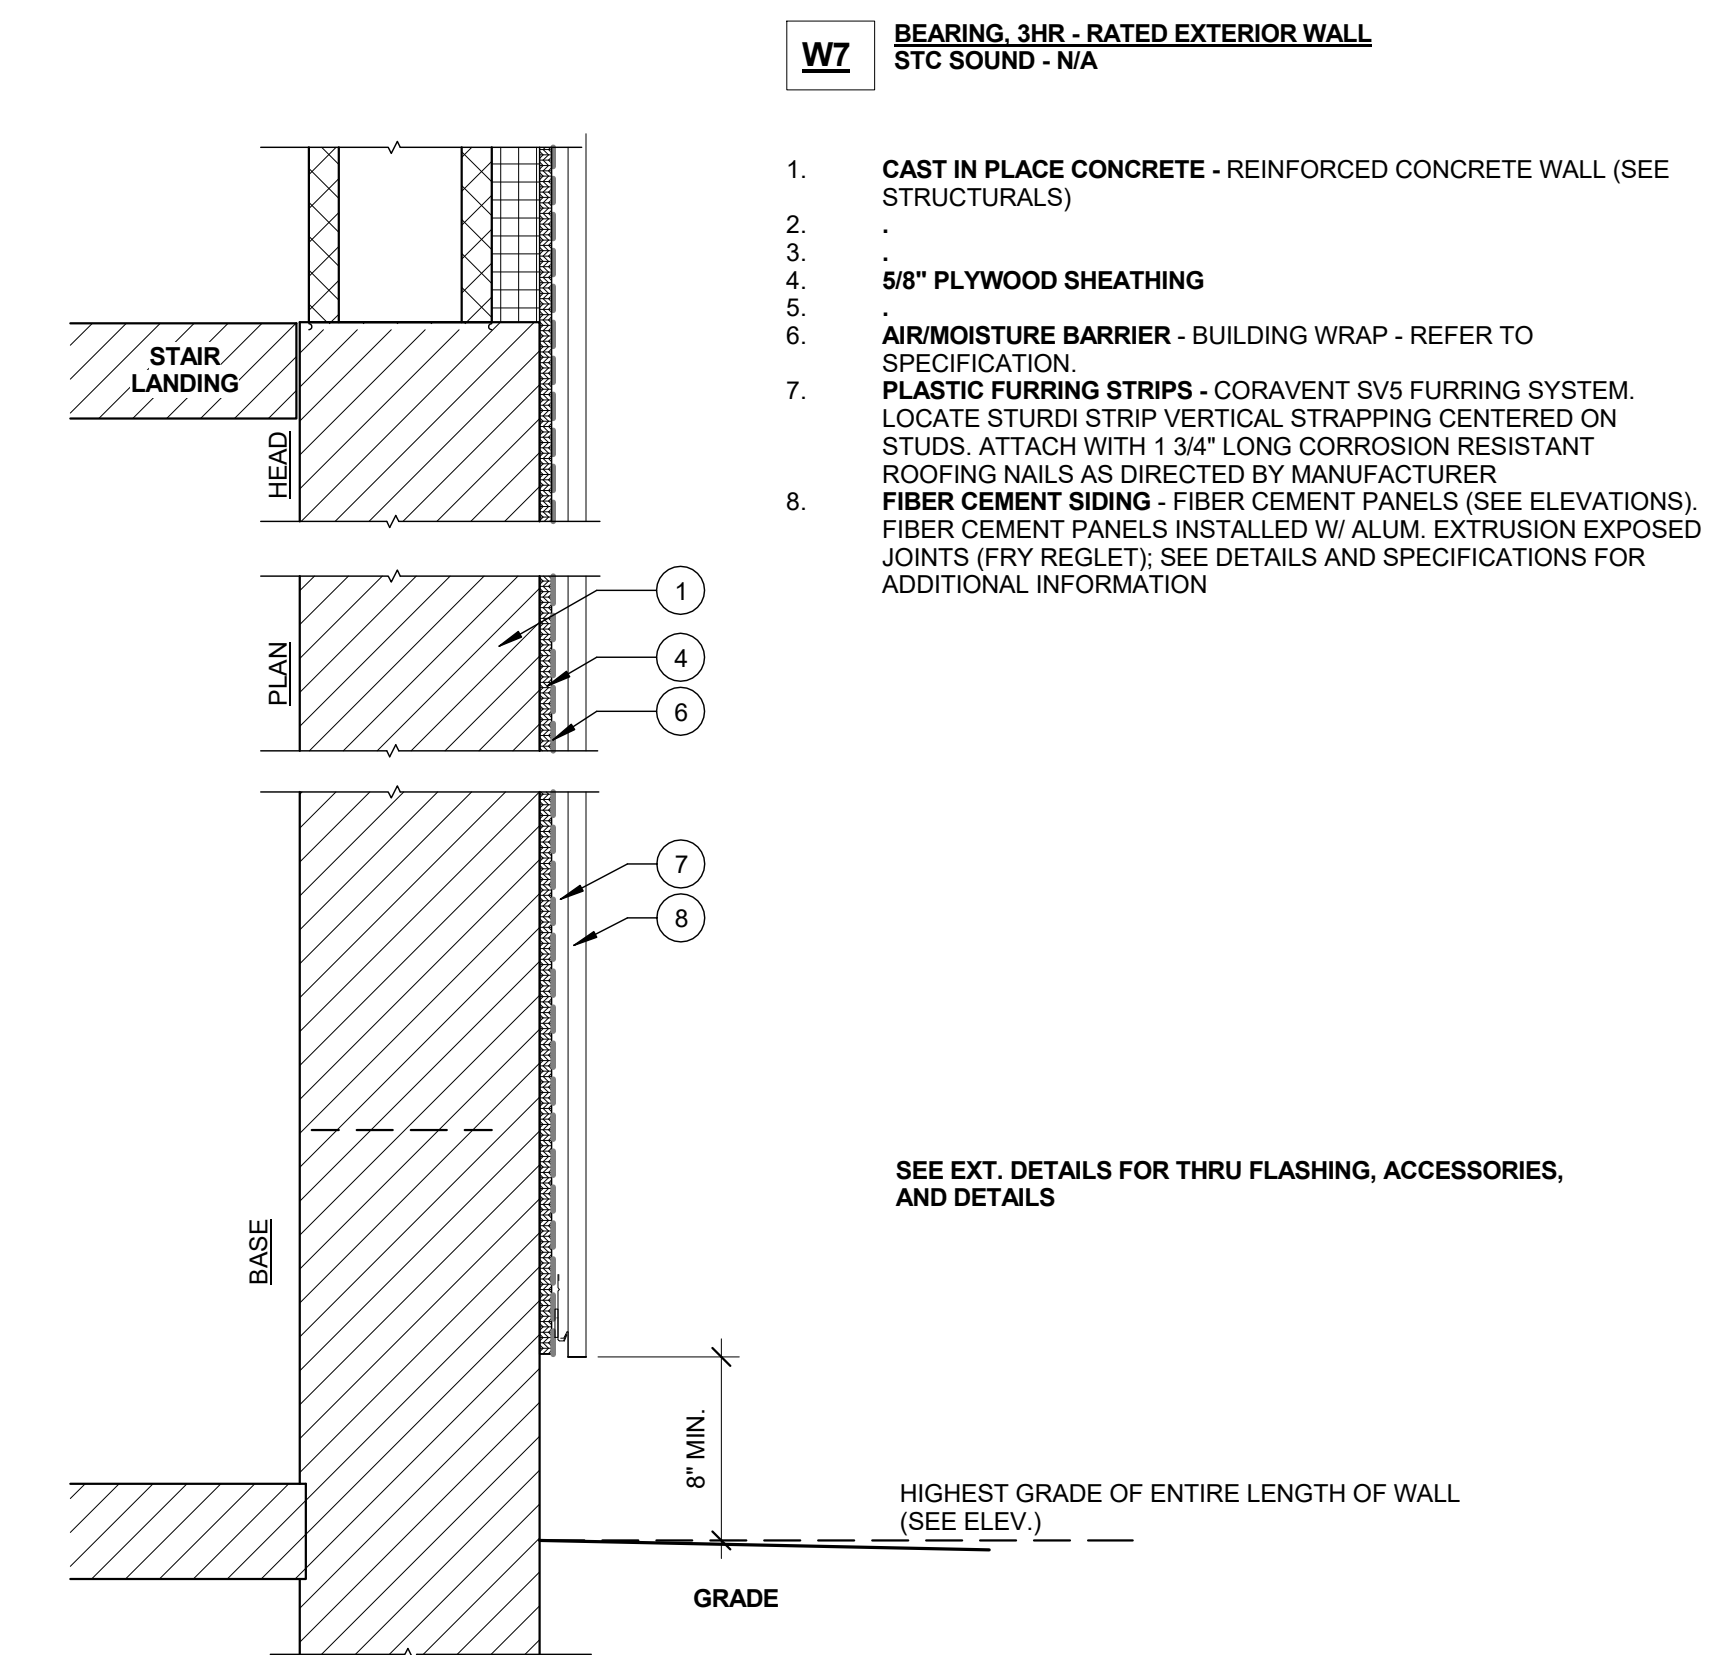 W7
BEARING, 3HR - RATED EXTERIOR WALL
STC SOUND - N/A
1. CAST IN PLACE CONCRETE - REINFORCED CONCRETE WALL (SEE
STRUCTURALS)
2. .
3. .
4. 5/8" PLYWOOD SHEATHING
5. .
6. AIR/MOISTURE BARRIER - BUILDING WRAP - REFER TO
SPECIFICATION.
7. PLASTIC FURRING STRIPS - CORAVENT SV5 FURRING SYSTEM.
LOCATE STURDI STRIP VERTICAL STRAPPING CENTERED ON
STUDS. ATTACH WITH 1 3/4" LONG CORROSION RESISTANT
ROOFING NAILS AS DIRECTED BY MANUFACTURER
8. FIBER CEMENT SIDING - FIBER CEMENT PANELS (SEE ELEVATIONS).
FIBER CEMENT PANELS INSTALLED W/ ALUM. EXTRUSION EXPOSED
JOINTS (FRY REGLET); SEE DETAILS AND SPECIFICATIONS FOR
ADDITIONAL INFORMATION
STAIR
LANDING
HEAD
PLAN
1
4
6
7
8
BASE
SEE EXT. DETAILS FOR THRU FLASHING, ACCESSORIES,
AND DETAILS
8" MIN.
HIGHEST GRADE OF ENTIRE LENGTH OF WALL
(SEE ELEV.)
GRADE